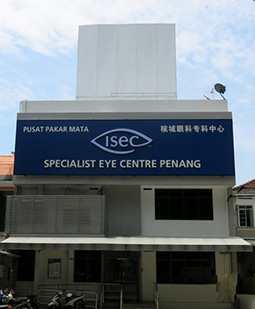 PUSAT PAKAR MATA
ISEC
槟城眼科专科中心
SPECIALIST EYE CENTRE PENANG